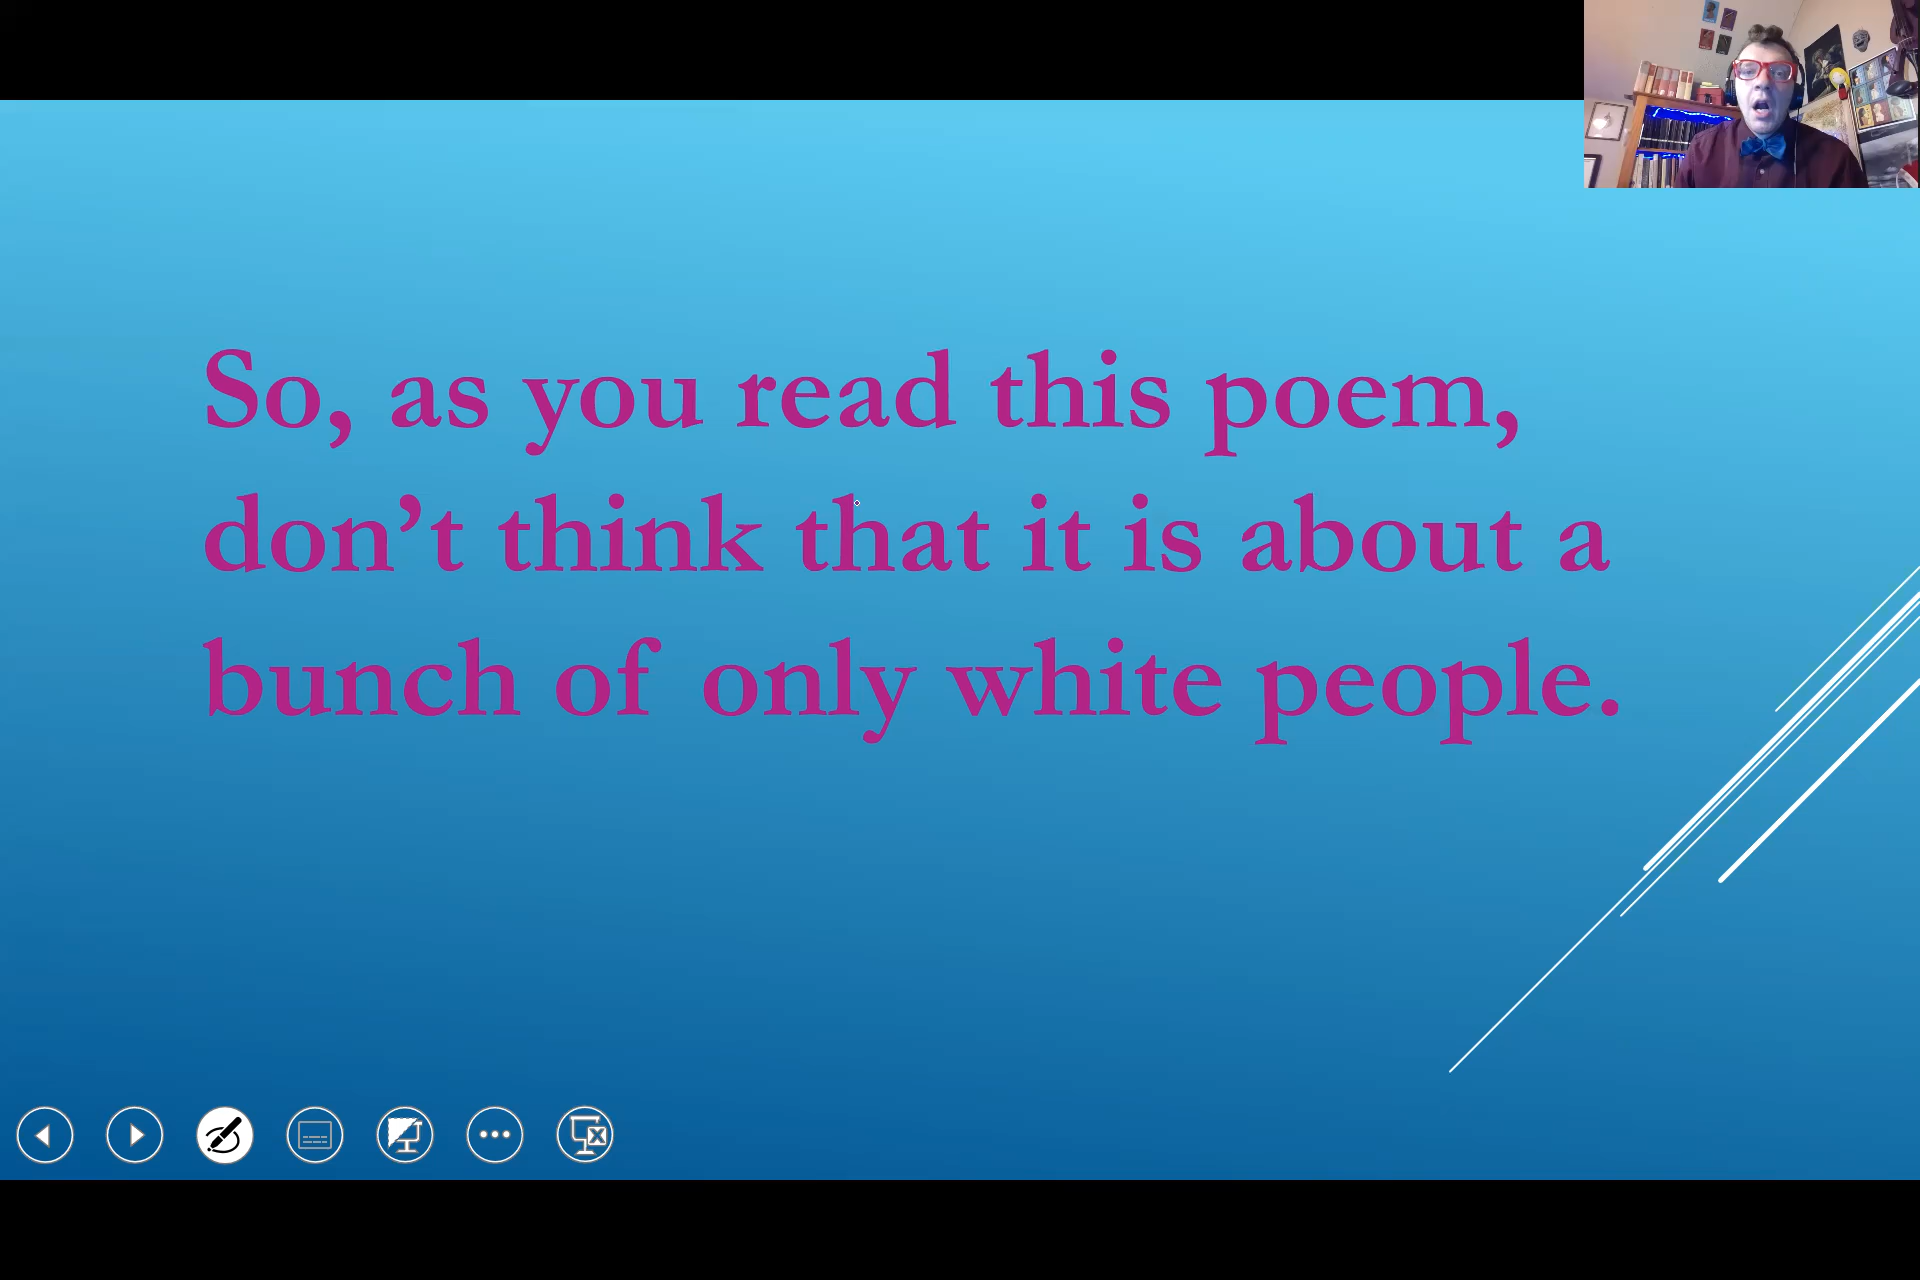 So, as you read this poem,
don’t think that it is about a
bunch of only white people.